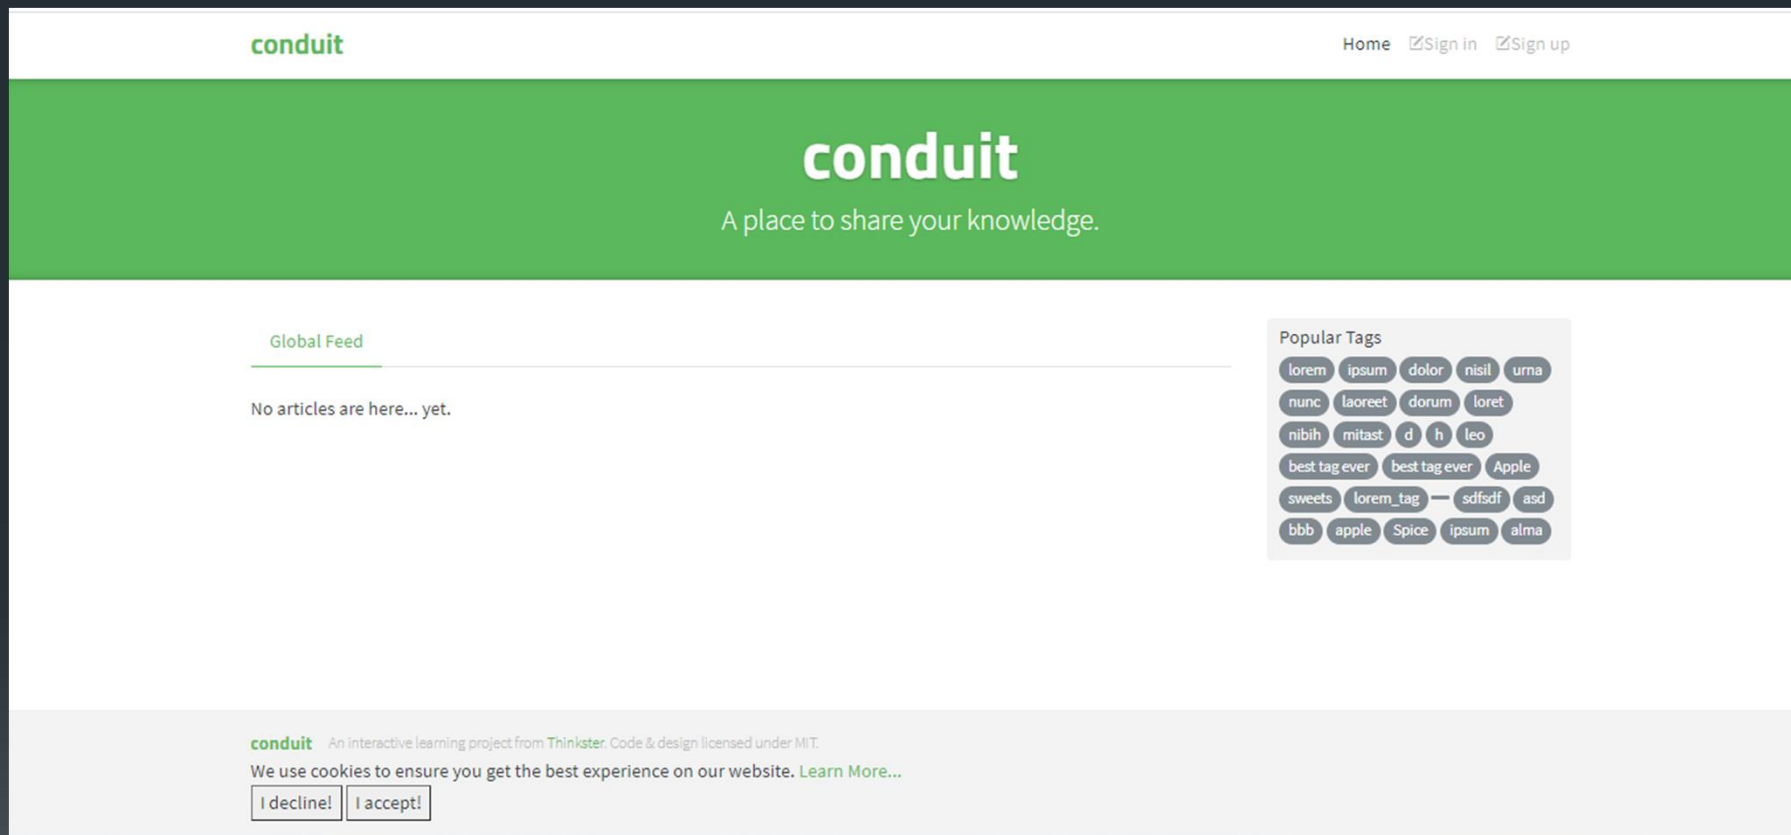 conduit
Home Sign in Sign up
conduit
A place to share your knowledge.
Global Feed
No articles are here... yet.
Popular Tags
lorem ipsum dolor nisil urna
nunc laoreet dorum loret
nibih mitast d h leo
best tag ever best tag ever Apple
sweets lorem_tag sdfsdf asd
bbb apple Spice ipsum alma
conduit An interactive learning project from Thinkster. Code & design licensed under MIT.
We use cookies to ensure you get the best experience on our website. Learn More...
I decline! I accept!